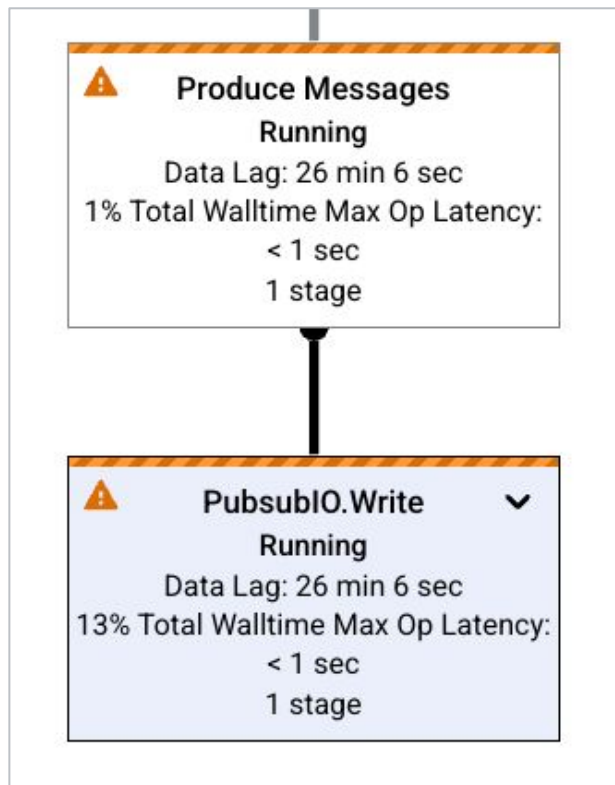 Produce Messages
Running
Data Lag: 26 min 6 sec
1% Total Walltime Max Op Latency:
< 1 sec
1 stage
PubsubIO.Write
Running
Data Lag: 26 min 6 sec
13% Total Walltime Max Op Latency:
< 1 sec
1 stage